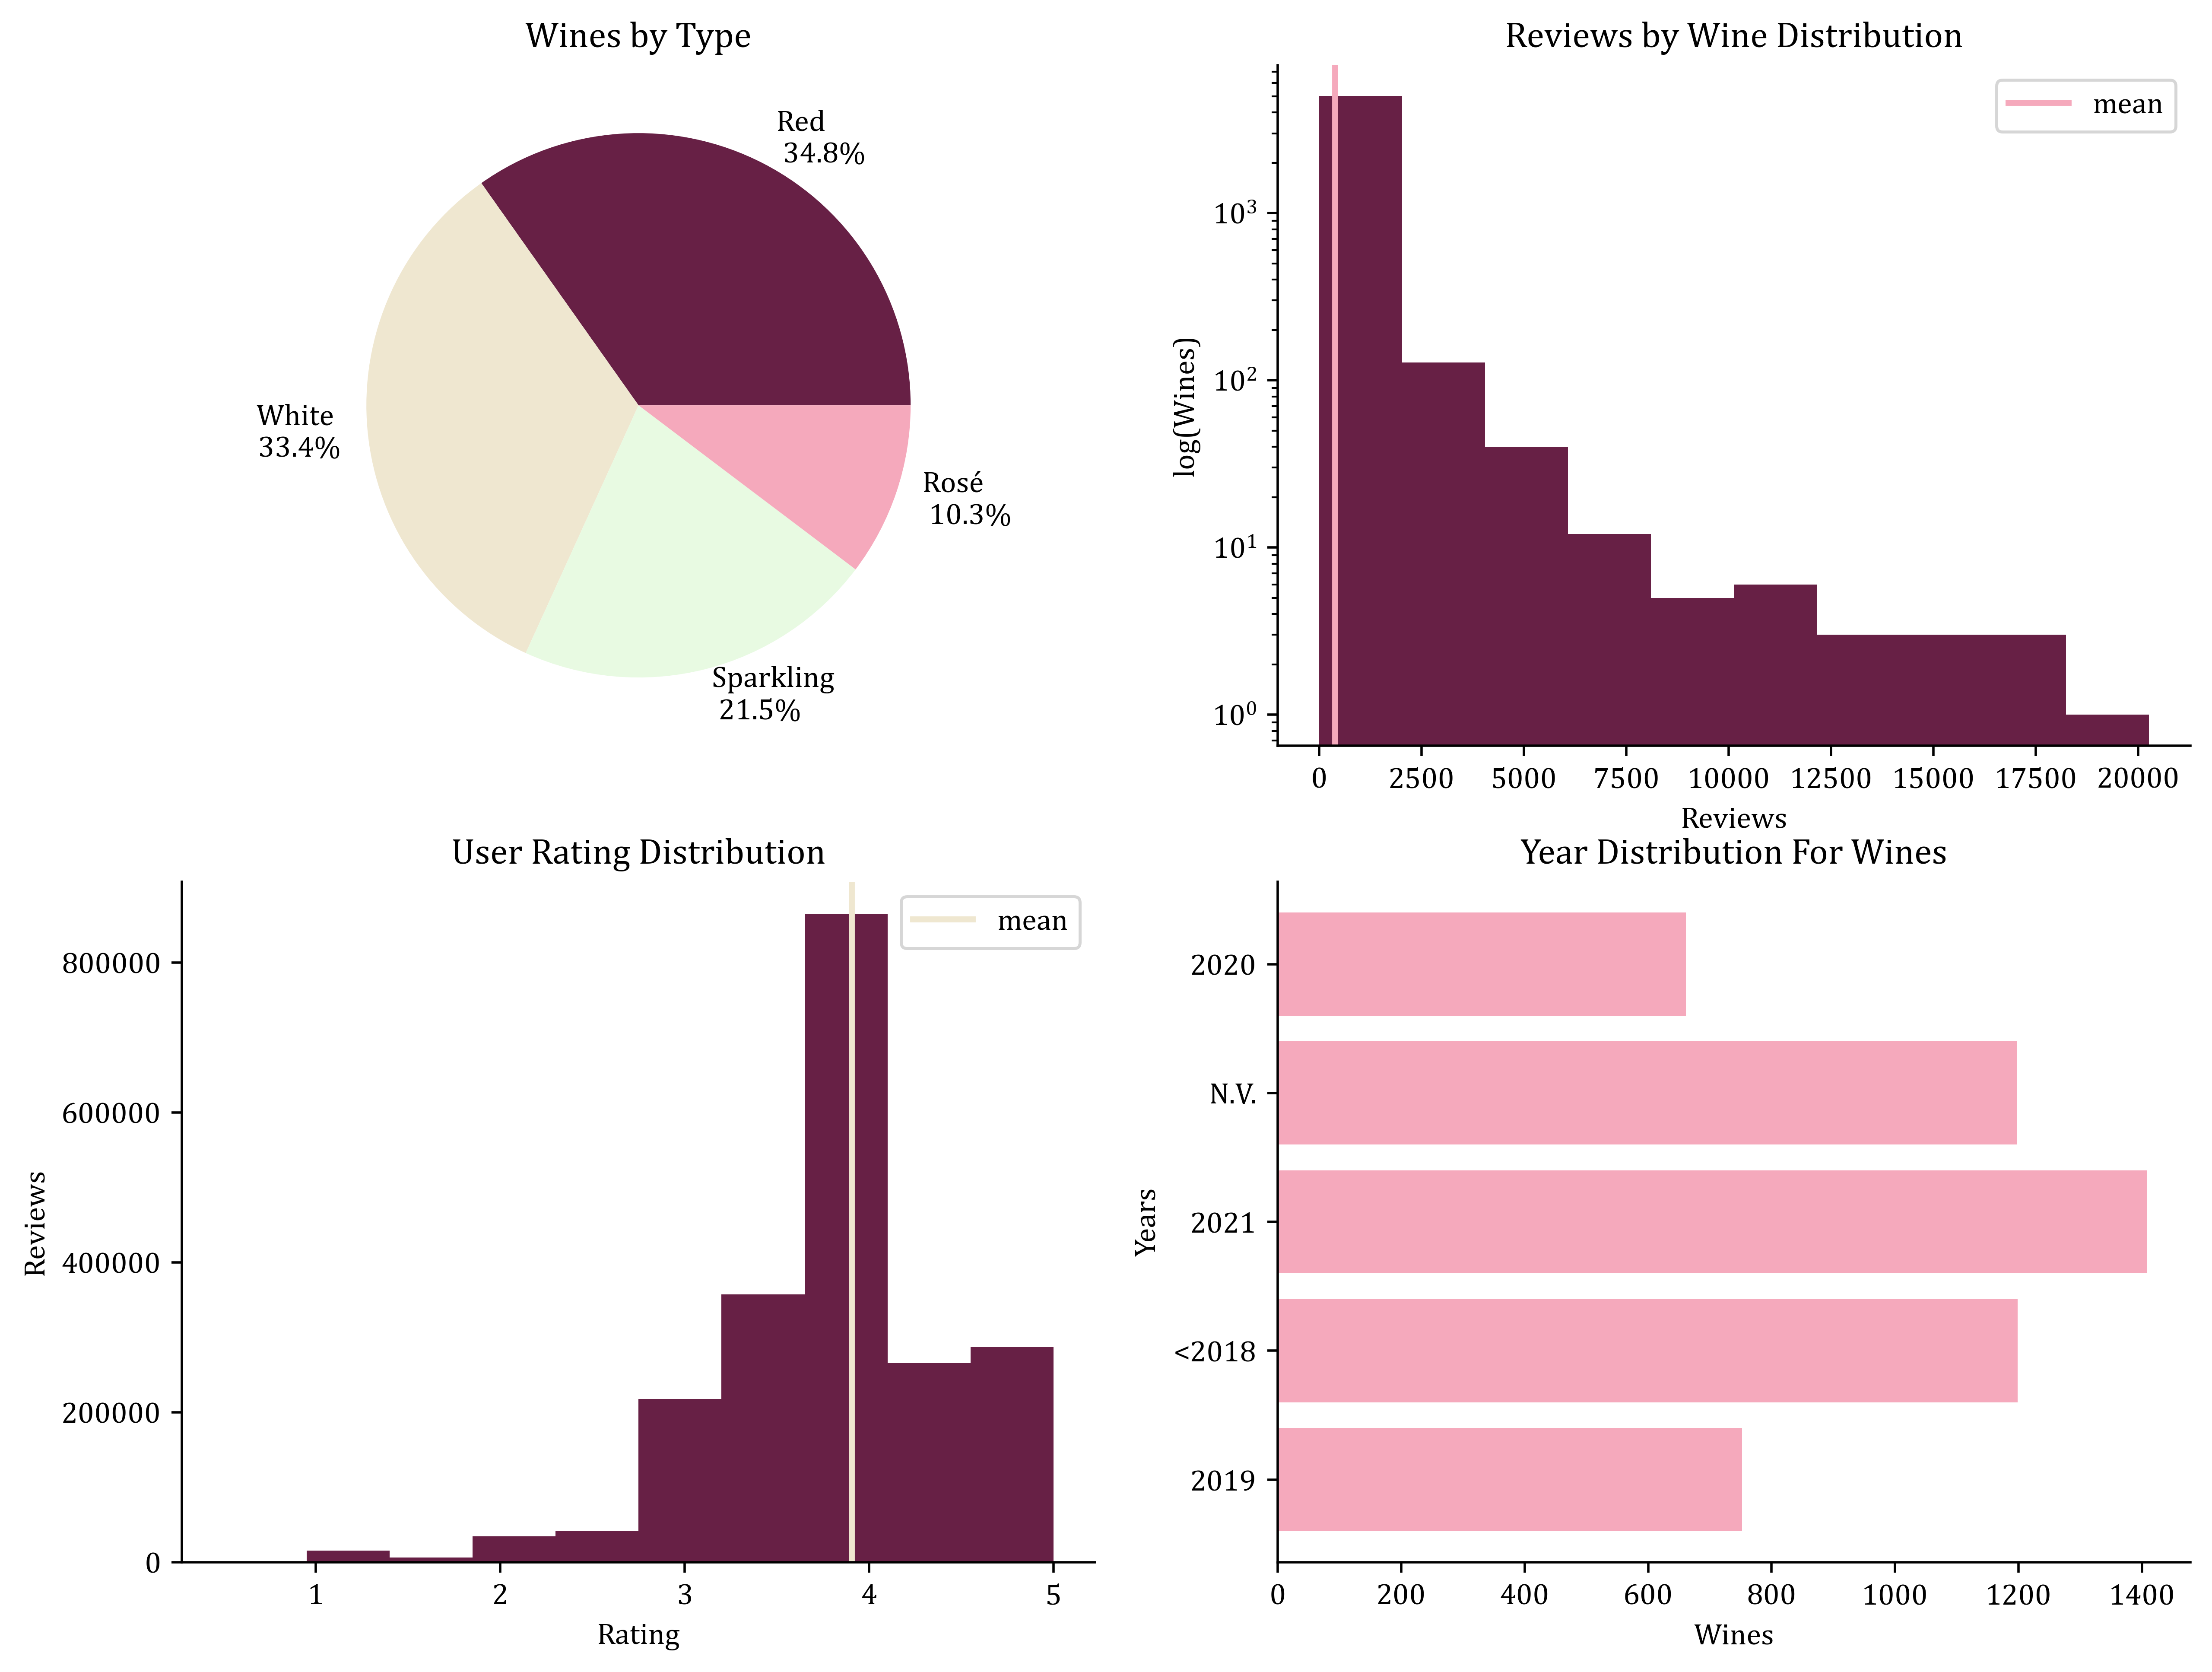 Wines by Type
Red
34.8%
White
33.4%
Sparkling
21.5%
Rosé
10.3%
Reviews by Wine Distribution
mean
log(Wines)
10³
10²
10¹
10⁰
0 2500 5000 7500 10000 12500 15000 17500 20000
Reviews
User Rating Distribution
mean
Reviews
800000
600000
400000
200000
0
1 2 3 4 5
Rating
Year Distribution For Wines
Years
2020
N.V.
2021
<2018
2019
0 200 400 600 800 1000 1200 1400
Wines